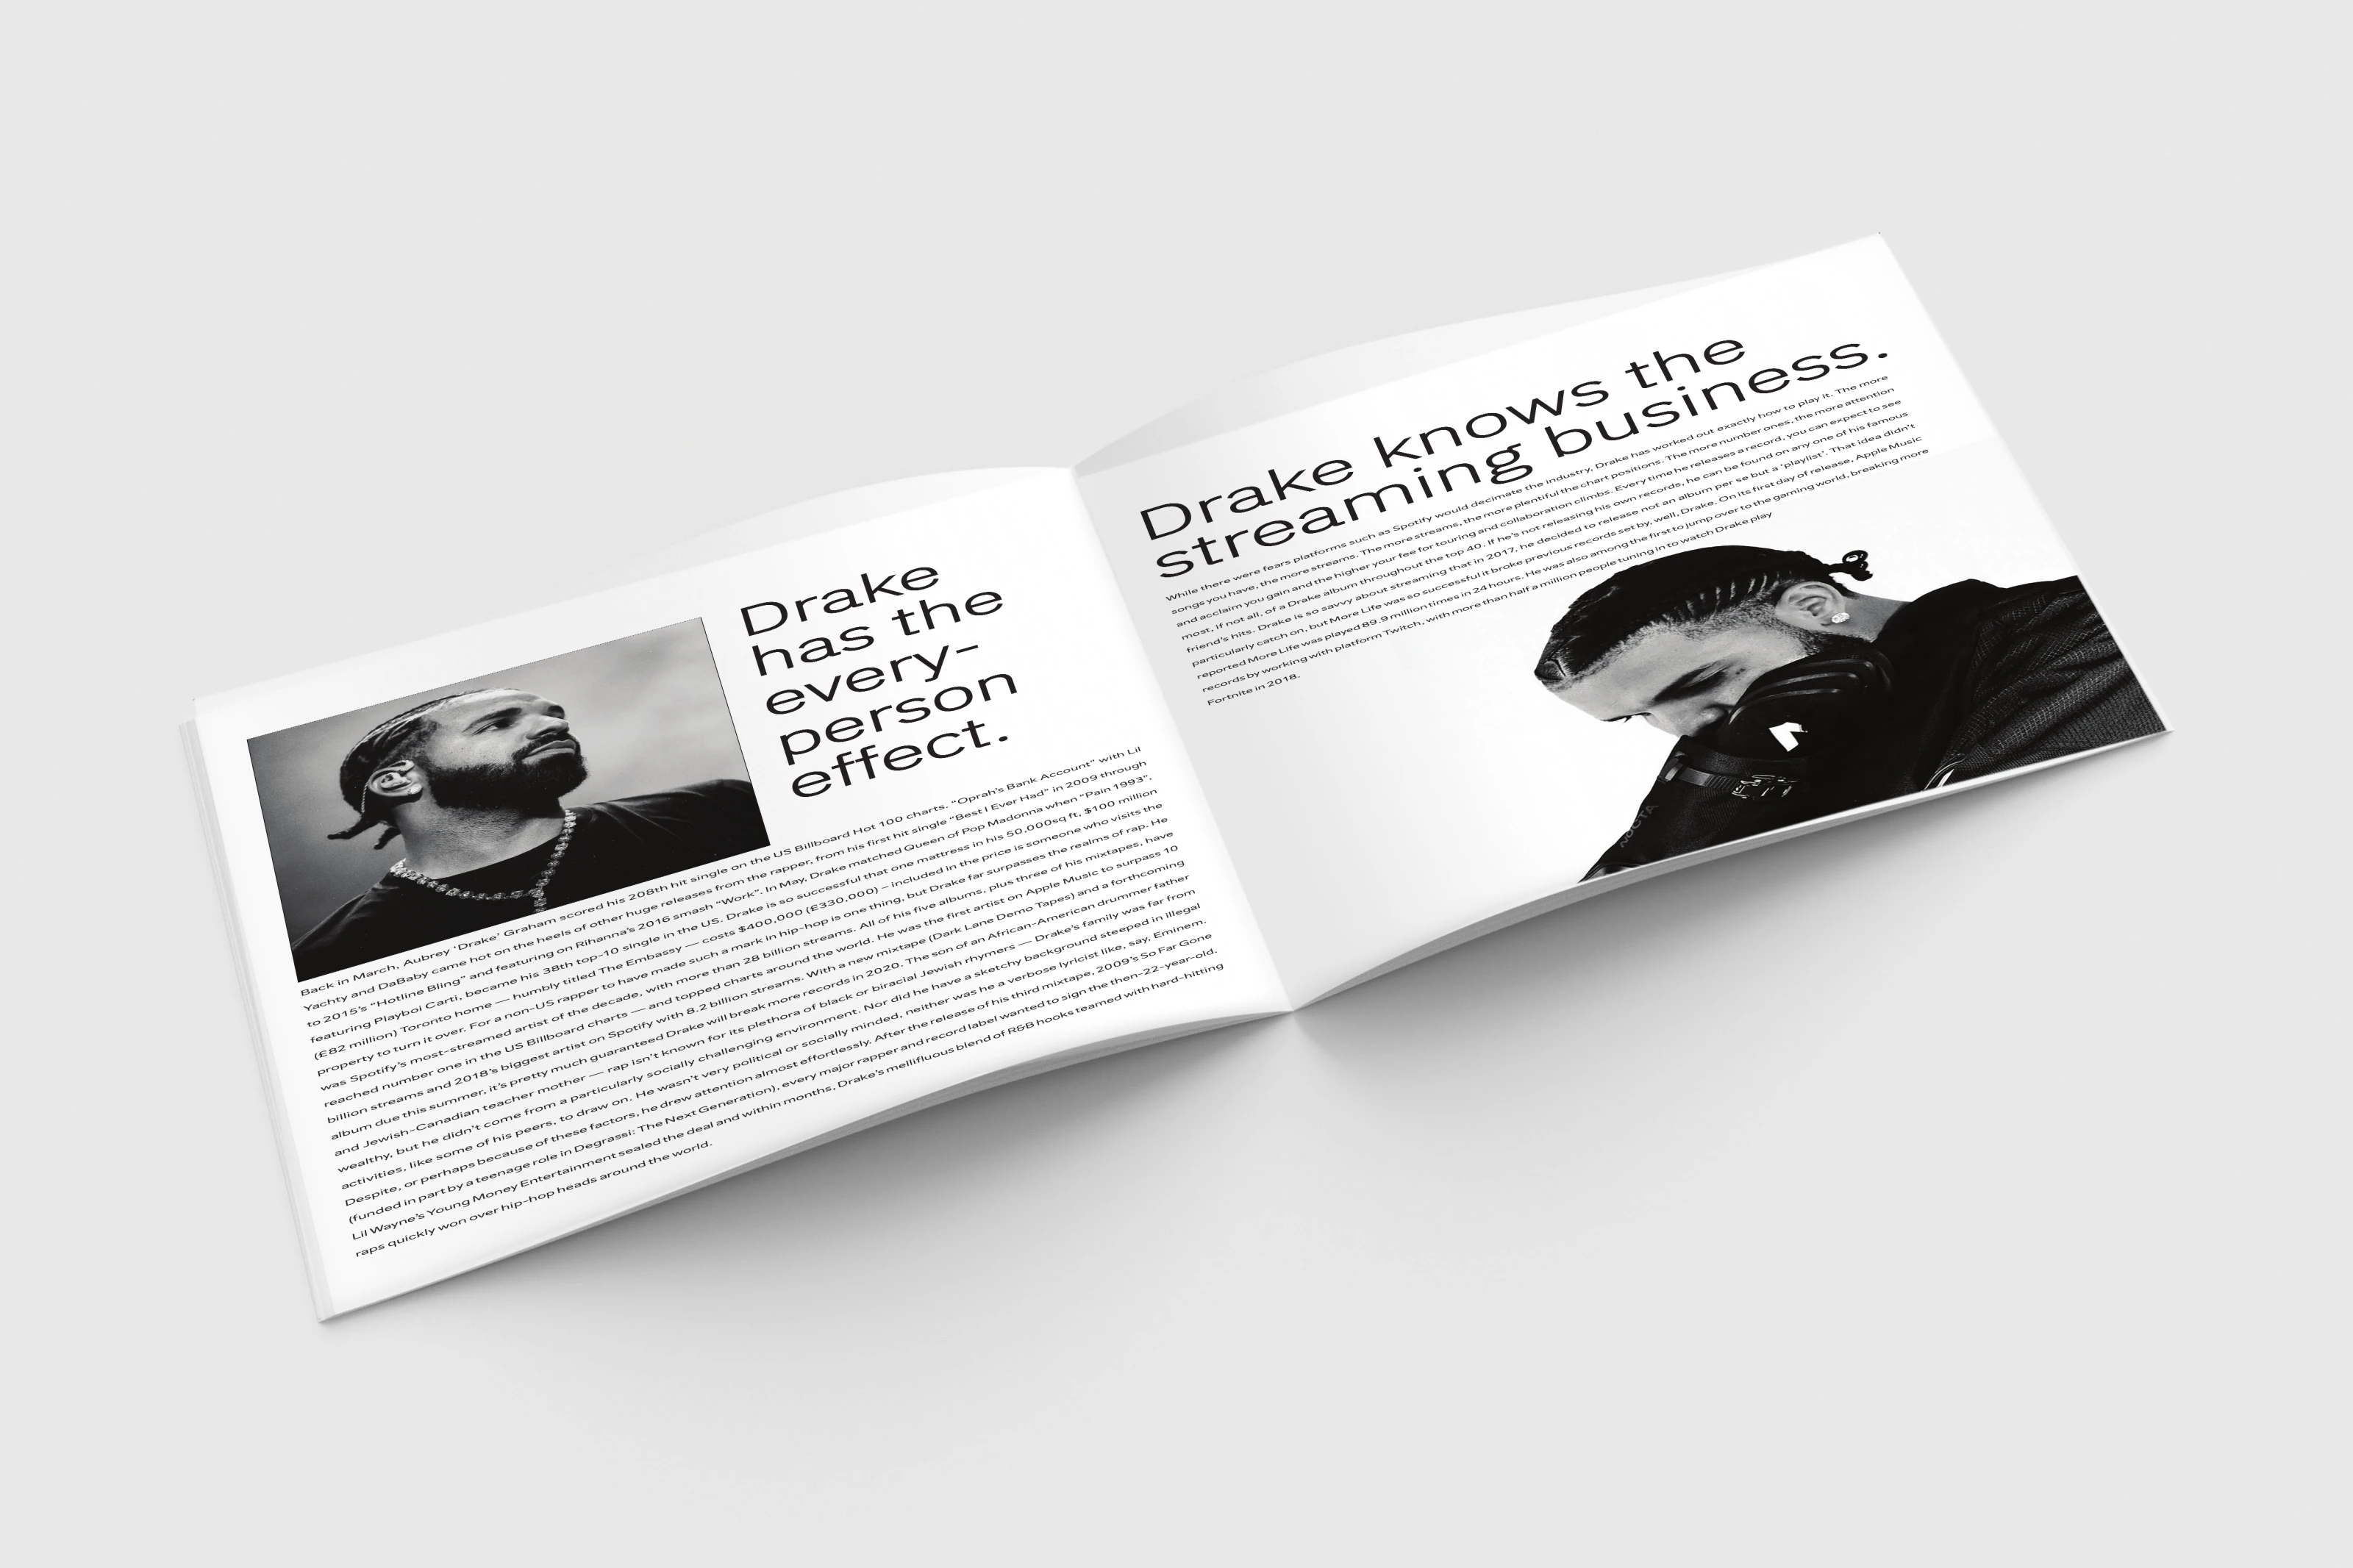 Drake
has the
every-
person
effect.
Back in March, Aubrey ‘Drake’ Graham scored his 208th hit single on the US Billboard Hot 100 charts. “Oprah’s Bank Account” with Lil
Yachty and DaBaby came hot on the heels of other huge releases from the rapper, from his first hit single “Best I Ever Had” in 2009 through
to 2015’s “Hotline Bling” and featuring on Rihanna’s 2016 smash “Work”. In May, Drake matched Queen of Pop Madonna when “Pain 1993”,
featuring Playboi Carti, became his 38th top-10 single in the US. Drake is so successful that one mattress in his 50,000sq ft, $100 million
(£82 million) Toronto home — humbly titled The Embassy — costs $400,000 (£330,000) – included in the price is someone who visits the
property to turn it over. For a non-US rapper to have made such a mark in hip-hop is one thing, but Drake far surpasses the realms of rap. He
was Spotify’s most-streamed artist of the decade, with more than 28 billion streams. All of his five albums, plus three of his mixtapes, have
reached number one in the US Billboard charts — and topped charts around the world. He was the first artist on Apple Music to surpass 10
billion streams and 2018’s biggest artist on Spotify with 8.2 billion streams. With a new mixtape (Dark Lane Demo Tapes) and a forthcoming
album due this summer, it’s pretty much guaranteed Drake will break more records in 2020. The son of an African-American drummer father
and Jewish-Canadian teacher mother — rap isn’t known for its plethora of black or biracial Jewish rhymers — Drake’s family was far from
wealthy, but he didn’t come from a particularly socially challenging environment. Nor did he have a sketchy background steeped in illegal
activities, like some of his peers, to draw on. He wasn’t very political or socially minded, neither was he a verbose lyricist like, say, Eminem.
Despite, or perhaps because of these factors, he drew attention almost effortlessly. After the release of his third mixtape, 2009’s So Far Gone
(funded in part by a teenage role in Degrassi: The Next Generation), every major rapper and record label wanted to sign the then-22-year-old.
Lil Wayne’s Young Money Entertainment sealed the deal and within months, Drake’s mellifluous blend of R&B hooks teamed with hard-hitting
raps quickly won over hip-hop heads around the world.
Drake knows the
streaming business.
While there were fears platforms such as Spotify would decimate the industry, Drake has worked out exactly how to play it. The more
songs you have, the more streams. The more streams, the more plentiful the chart positions. The more number ones, the more attention
and acclaim you gain and the higher your fee for touring and collaboration climbs. Every time he releases a record, you can expect to see
most, if not all, of a Drake album throughout the top 40. If he’s not releasing his own records, he can be found on any one of his famous
friend’s hits. Drake is so savvy about streaming that in 2017, he decided to release not an album per se but a ‘playlist’. That idea didn’t
particularly catch on, but More Life was so successful it broke previous records set by, well, Drake. On its first day of release, Apple Music
reported More Life was played 89.9 million times in 24 hours. He was also among the first to jump over to the gaming world, breaking more
records by working with platform Twitch, with more than half a million people tuning in to watch Drake play
Fortnite in 2018.
NOCTA